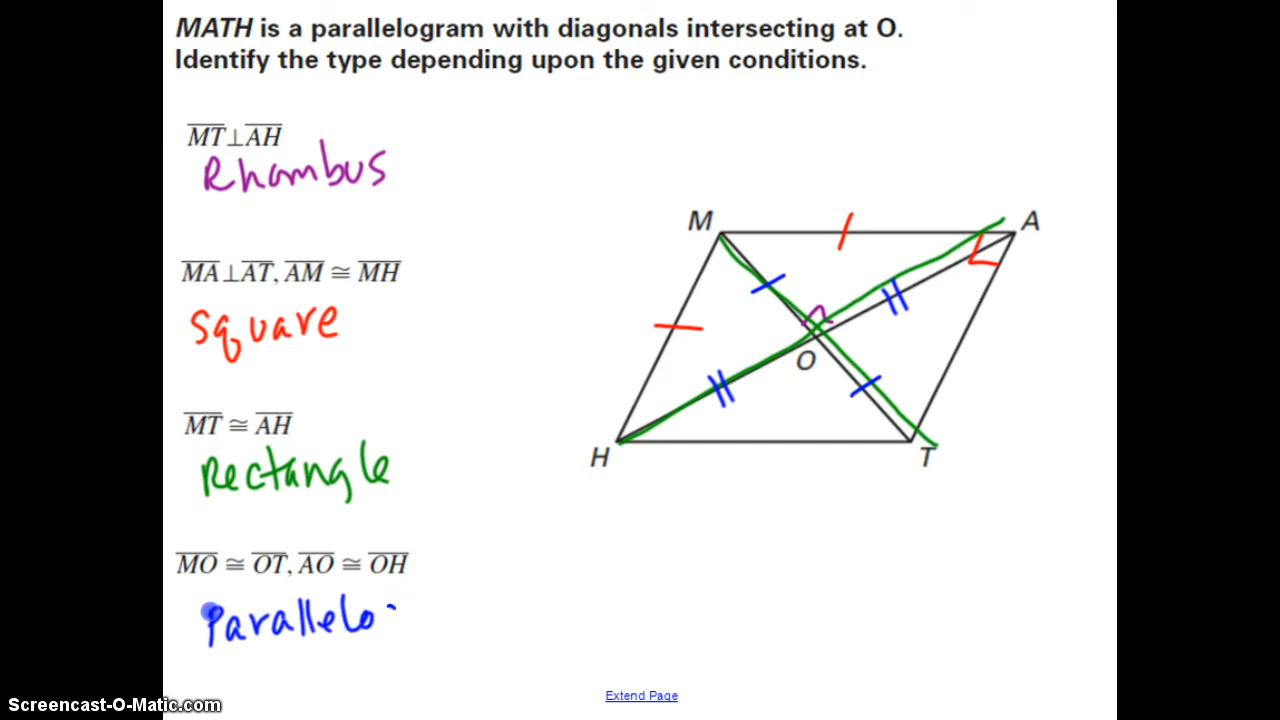 MATH is a parallelogram with diagonals intersecting at O.
Identify the type depending upon the given conditions.
MT⊥AH
Rhombus
MA⊥AT, AM ≅ MH
Square
MT ≅ AH
Rectangle
MO ≅ OT, AO ≅ OH
Parallelo
M
A
O
H
T
Extend Page
Screencast-O-Matic.com